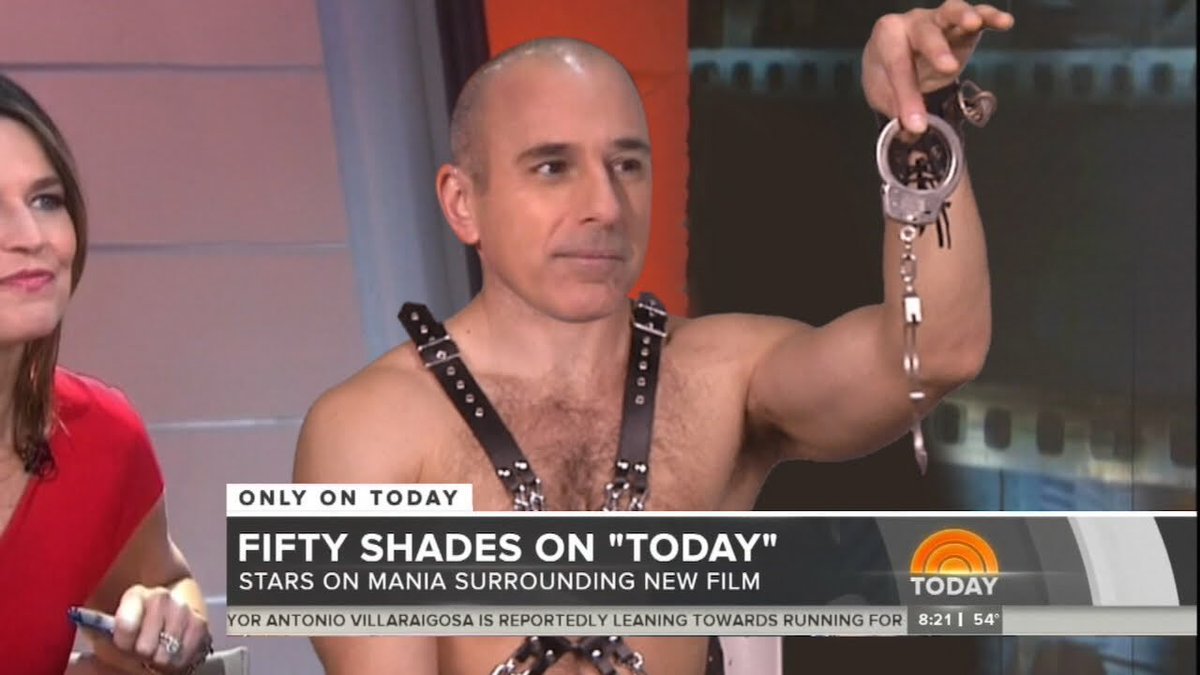 ONLY ON TODAY
FIFTY SHADES ON "TODAY"
STARS ON MANIA SURROUNDING NEW FILM
TODAY
YOR ANTONIO VILLARAIGOSA IS REPORTEDLY LEANING TOWARDS RUNNING FOR
8:21 | 54°